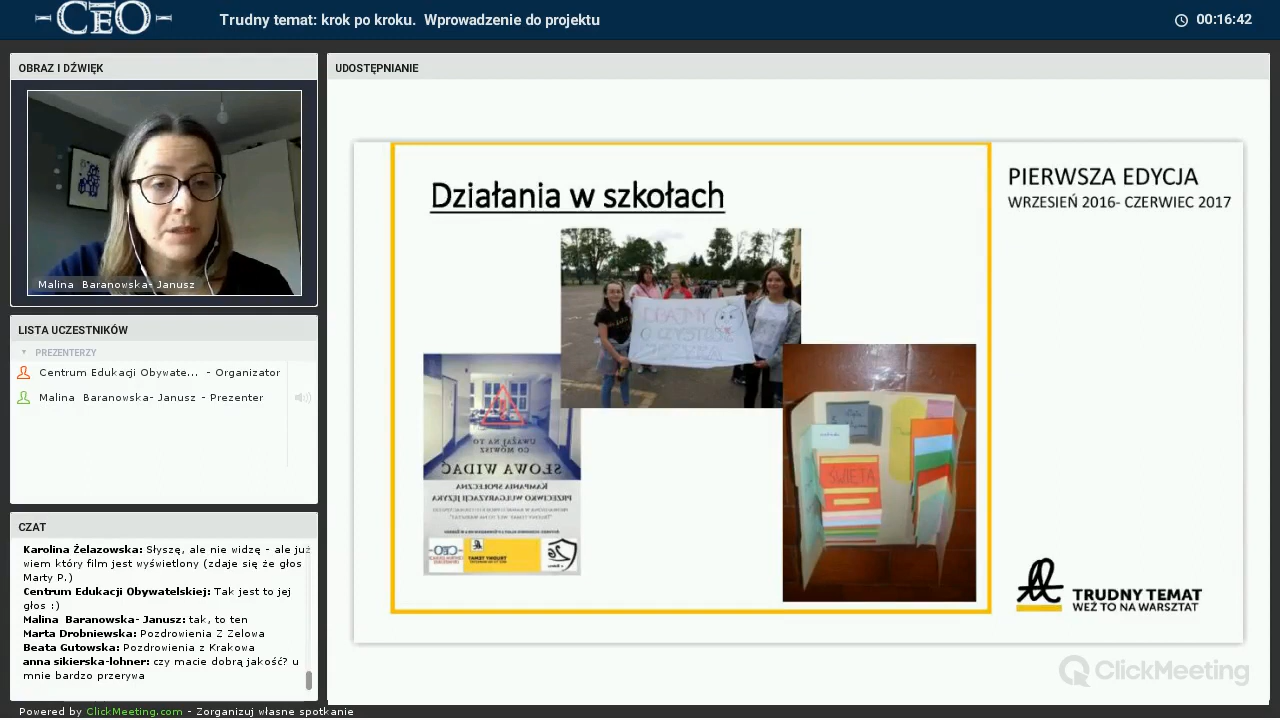 CEO
Trudny temat: krok po kroku. Wprowadzenie do projektu
00:16:42
OBRAZ I DŹWIĘK
Malina Baranowska- Janusz
LISTA UCZESTNIKÓW
PREZENTERZY
Centrum Edukacji Obywate... - Organizator
Malina Baranowska- Janusz - Prezenter
CZAT
Karolina Żelazowska: Słyszę, ale nie widzę - ale już
wiem który film jest wyświetlony (zdaje się że głos
Marty P.)
Centrum Edukacji Obywatelskiej: Tak jest to jej
głos :)
Malina Baranowska- Janusz: tak, to ten
Marta Drobniewska: Pozdrowienia Z Zelowa
Beata Gutowska: Pozdrowienia z Krakowa
anna sikierska-lohner: czy macie dobrą jakość? u
mnie bardzo przerywa
Powered by ClickMeeting.com - Zorganizuj własne spotkanie
UDOSTĘPNIANIE
Działania w szkołach
DBAJMY
O CZYSTOŚĆ
JĘZYKA
UWAŻAJ NA TO
CO MÓWISZ
SŁOWA WIDAĆ
KAMPANIA SPOŁECZNA
PRZECIWKO WULGARYZACJI JĘZYKA
CEO
ŚWIĘTA
PIERWSZA EDYCJA
WRZESIEŃ 2016- CZERWIEC 2017
TRUDNY TEMAT
WEŹ TO NA WARSZTAT
ClickMeeting